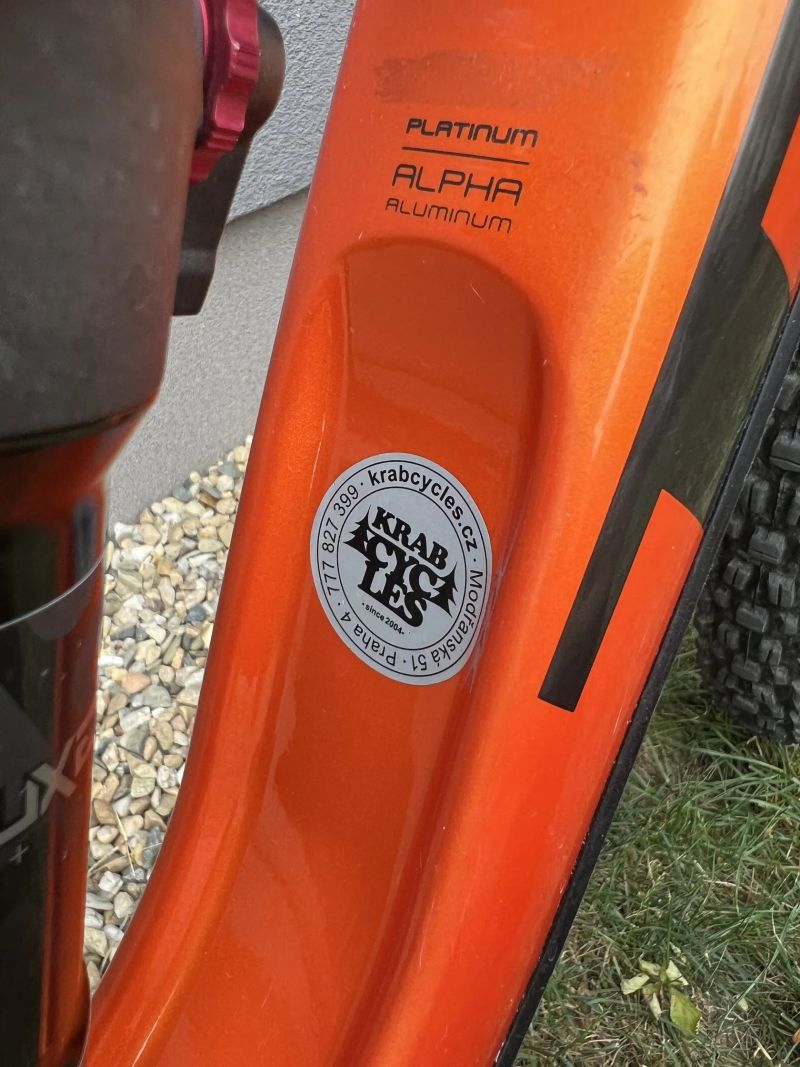 PLATINUM
ALPHA
ALUMINUM
krabcycles.cz · Modřanská 51 · Praha 4 · 777 827 399 ·
KRAB
CYC
LES
- since 2004 -